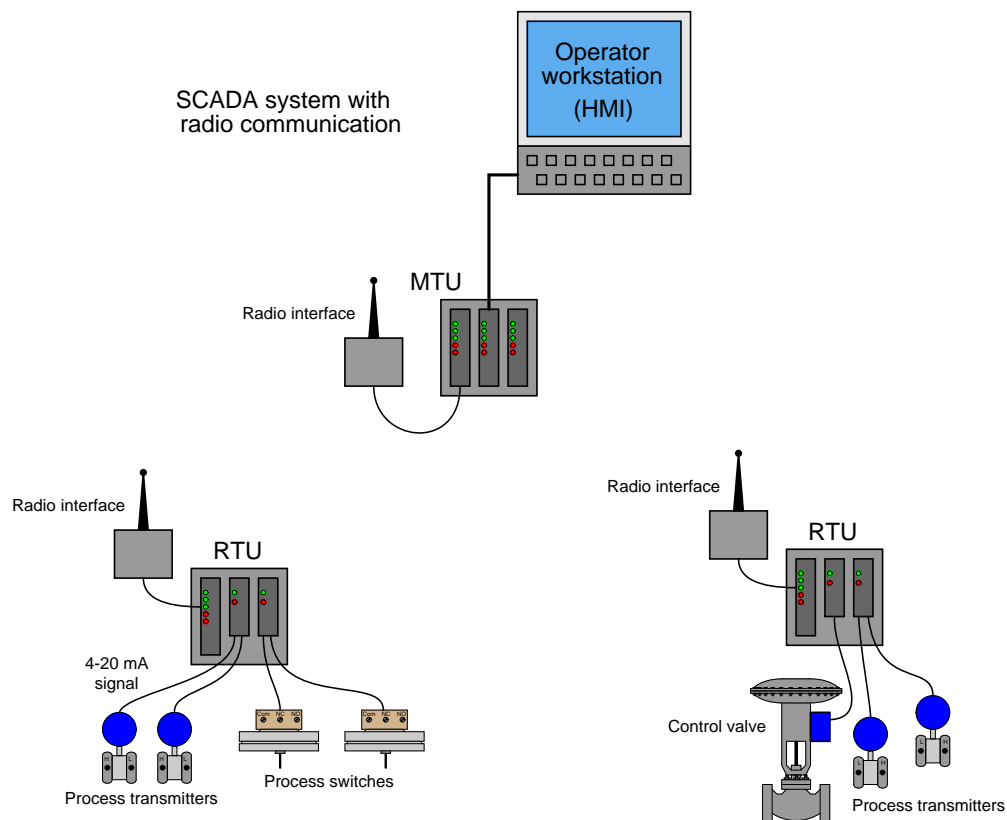 Operator
workstation
(HMI)
SCADA system with
radio communication
MTU
Radio interface
Radio interface
RTU
4-20 mA
signal
Com NC NO
Com NC NO
H L
H L
Process transmitters
Process switches
Radio interface
RTU
Control valve
L H
L H
Process transmitters